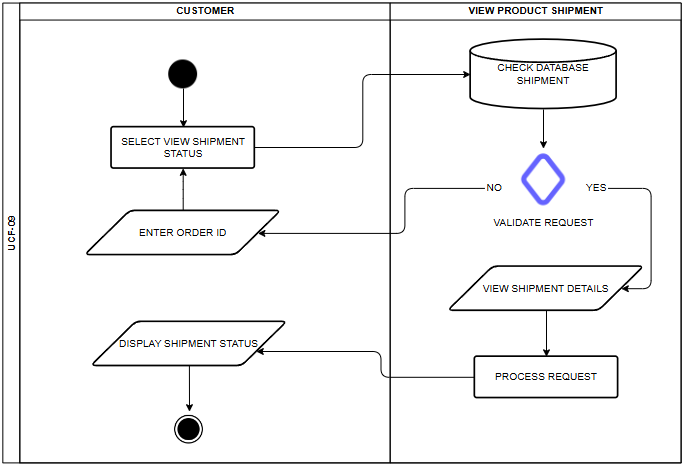 CUSTOMER
VIEW PRODUCT SHIPMENT
UCF-09
CHECK DATABASE
SHIPMENT
SELECT VIEW SHIPMENT
STATUS
NO
YES
VALIDATE REQUEST
ENTER ORDER ID
VIEW SHIPMENT DETAILS
DISPLAY SHIPMENT STATUS
PROCESS REQUEST